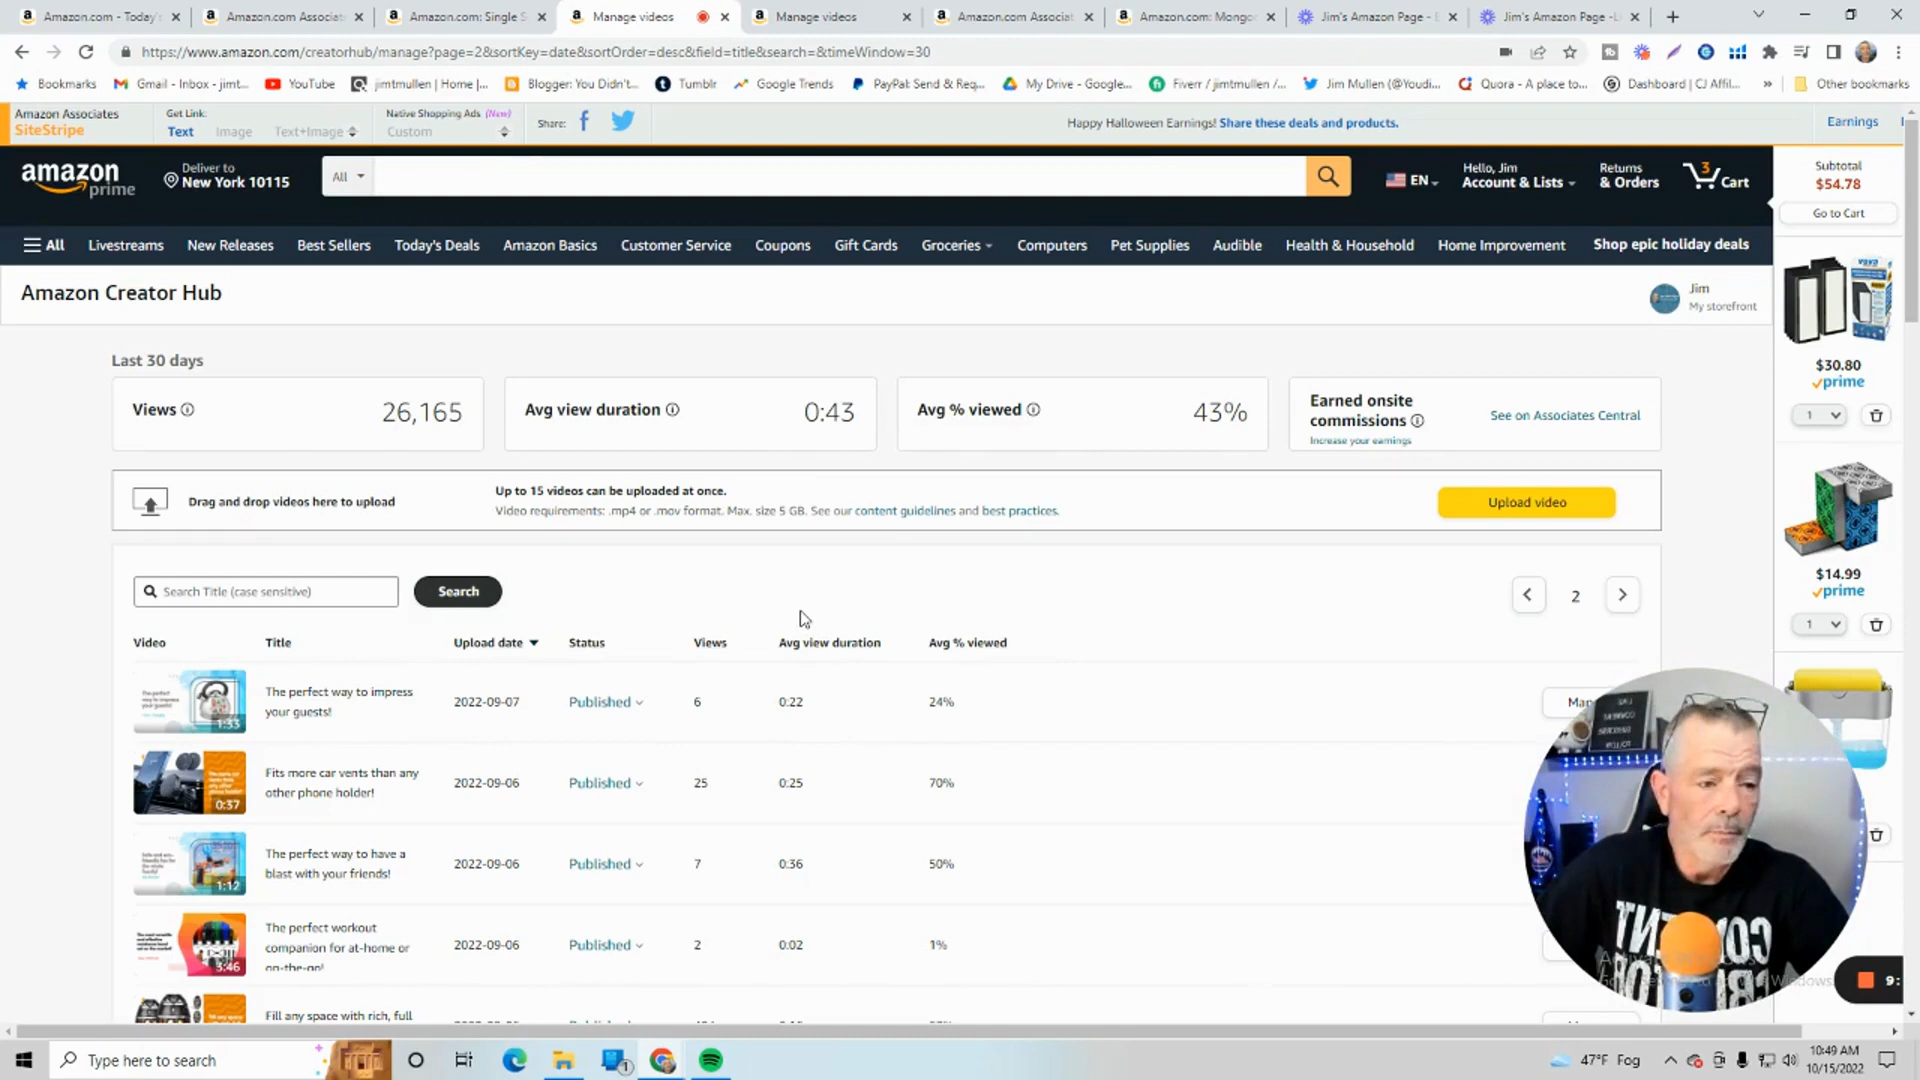 Amazon.com - Today'
Amazon.com Associat
Amazon.com: Single S
Manage videos
Manage videos
Amazon.com Associat
Amazon.com: Mongo
Jim's Amazon Page - E
Jim's Amazon Page - Li
https://www.amazon.com/creatorhub/manage?page=2&sortKey=date&sortOrder=desc&field=title&search=&timeWindow=30
Bookmarks
Gmail - Inbox - jimt...
YouTube
jimtmullen | Home |...
Blogger: You Didn't...
Tumblr
Google Trends
PayPal: Send & Req...
My Drive - Google...
Fiverr / jimtmullen /...
Jim Mullen (@Youdi...
Quora - A place to...
Dashboard | CJ Affil...
»
Other bookmarks
Amazon Associates
SiteStripe
Get Link:
Text
Image
Text+Image
Native Shopping Ads (New)
Custom
Share:
Happy Halloween Earnings! Share these deals and products.
Earnings
amazon
prime
Deliver to
New York 10115
All
EN
Hello, Jim
Account & Lists
Returns
& Orders
3
Cart
Subtotal
$54.78
Go to Cart
All
Livestreams
New Releases
Best Sellers
Today's Deals
Amazon Basics
Customer Service
Coupons
Gift Cards
Groceries
Computers
Pet Supplies
Audible
Health & Household
Home Improvement
Shop epic holiday deals
Amazon Creator Hub
Jim
My storefront
$30.80
prime
1
Last 30 days
Views
26,165
Avg view duration
0:43
Avg % viewed
43%
Earned onsite
commissions
Increase your earnings
See on Associates Central
Drag and drop videos here to upload
Up to 15 videos can be uploaded at once.
Video requirements: .mp4 or .mov format. Max. size 5 GB. See our content guidelines and best practices.
Upload video
$14.99
prime
1
Search Title (case sensitive)
Search
2
Video
Title
Upload date
Status
Views
Avg view duration
Avg % viewed
1:33
The perfect way to impress
your guests!
2022-09-07
Published
6
0:22
24%
0:37
Fits more car vents than any
other phone holder!
2022-09-06
Published
25
0:25
70%
1:12
The perfect way to have a
blast with your friends!
2022-09-06
Published
7
0:36
50%
3:46
The perfect workout
companion for at-home or
on-the-go!
2022-09-06
Published
2
0:02
1%
Fill any space with rich, full
9:
Type here to search
1
47°F Fog
10:49 AM
10/15/2022